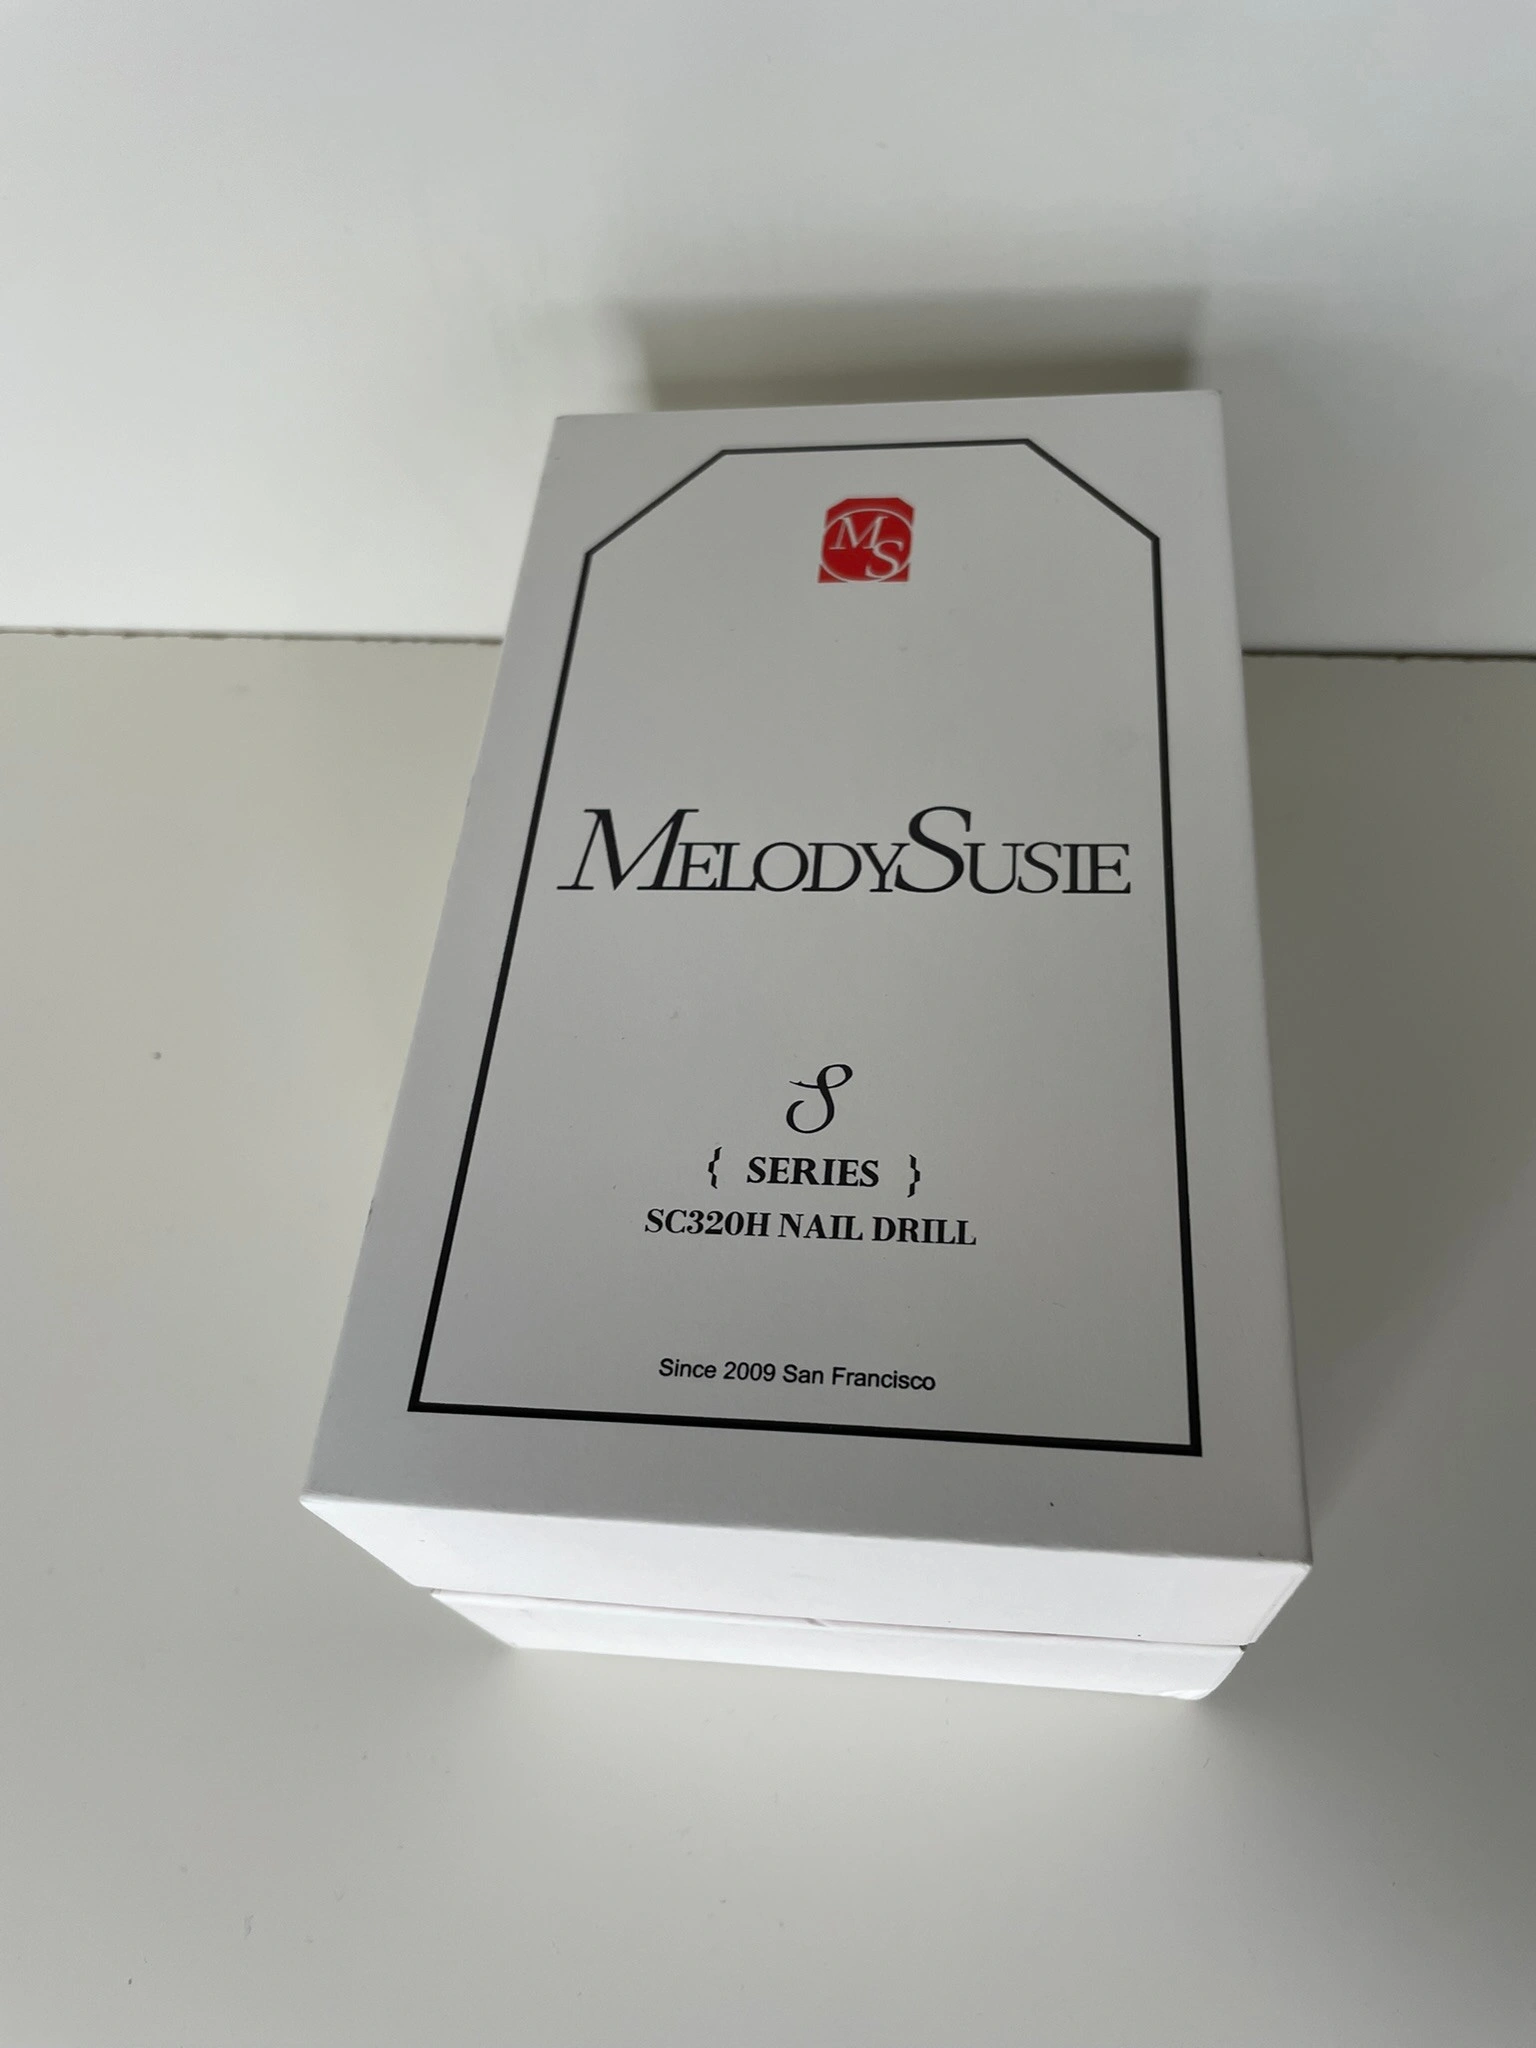 MS
MELODYSUSIE
S
{ SERIES }
SC320H NAIL DRILL
Since 2009 San Francisco